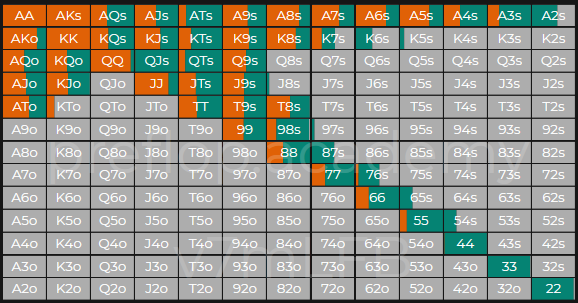 AA AKs AQs AJs ATs A9s A8s A7s A6s A5s A4s A3s A2s
AKo KK KQs KJs KTs K9s K8s K7s K6s K5s K4s K3s K2s
AQo KQo QQ QJs QTs Q9s Q8s Q7s Q6s Q5s Q4s Q3s Q2s
AJo KJo QJo JJ JTs J9s J8s J7s J6s J5s J4s J3s J2s
ATo KTo QTo JTo TT T9s T8s T7s T6s T5s T4s T3s T2s
A9o K9o Q9o J9o T9o 99 98s 97s 96s 95s 94s 93s 92s
A8o K8o Q8o J8o T8o 98o 88 87s 86s 85s 84s 83s 82s
A7o K7o Q7o J7o T7o 97o 87o 77 76s 75s 74s 73s 72s
A6o K6o Q6o J6o T6o 96o 86o 76o 66 65s 64s 63s 62s
A5o K5o Q5o J5o T5o 95o 85o 75o 65o 55 54s 53s 52s
A4o K4o Q4o J4o T4o 94o 84o 74o 64o 54o 44 43s 42s
A3o K3o Q3o J3o T3o 93o 83o 73o 63o 53o 43o 33 32s
A2o K2o Q2o J2o T2o 92o 82o 72o 62o 52o 42o 32o 22
preflop.academy